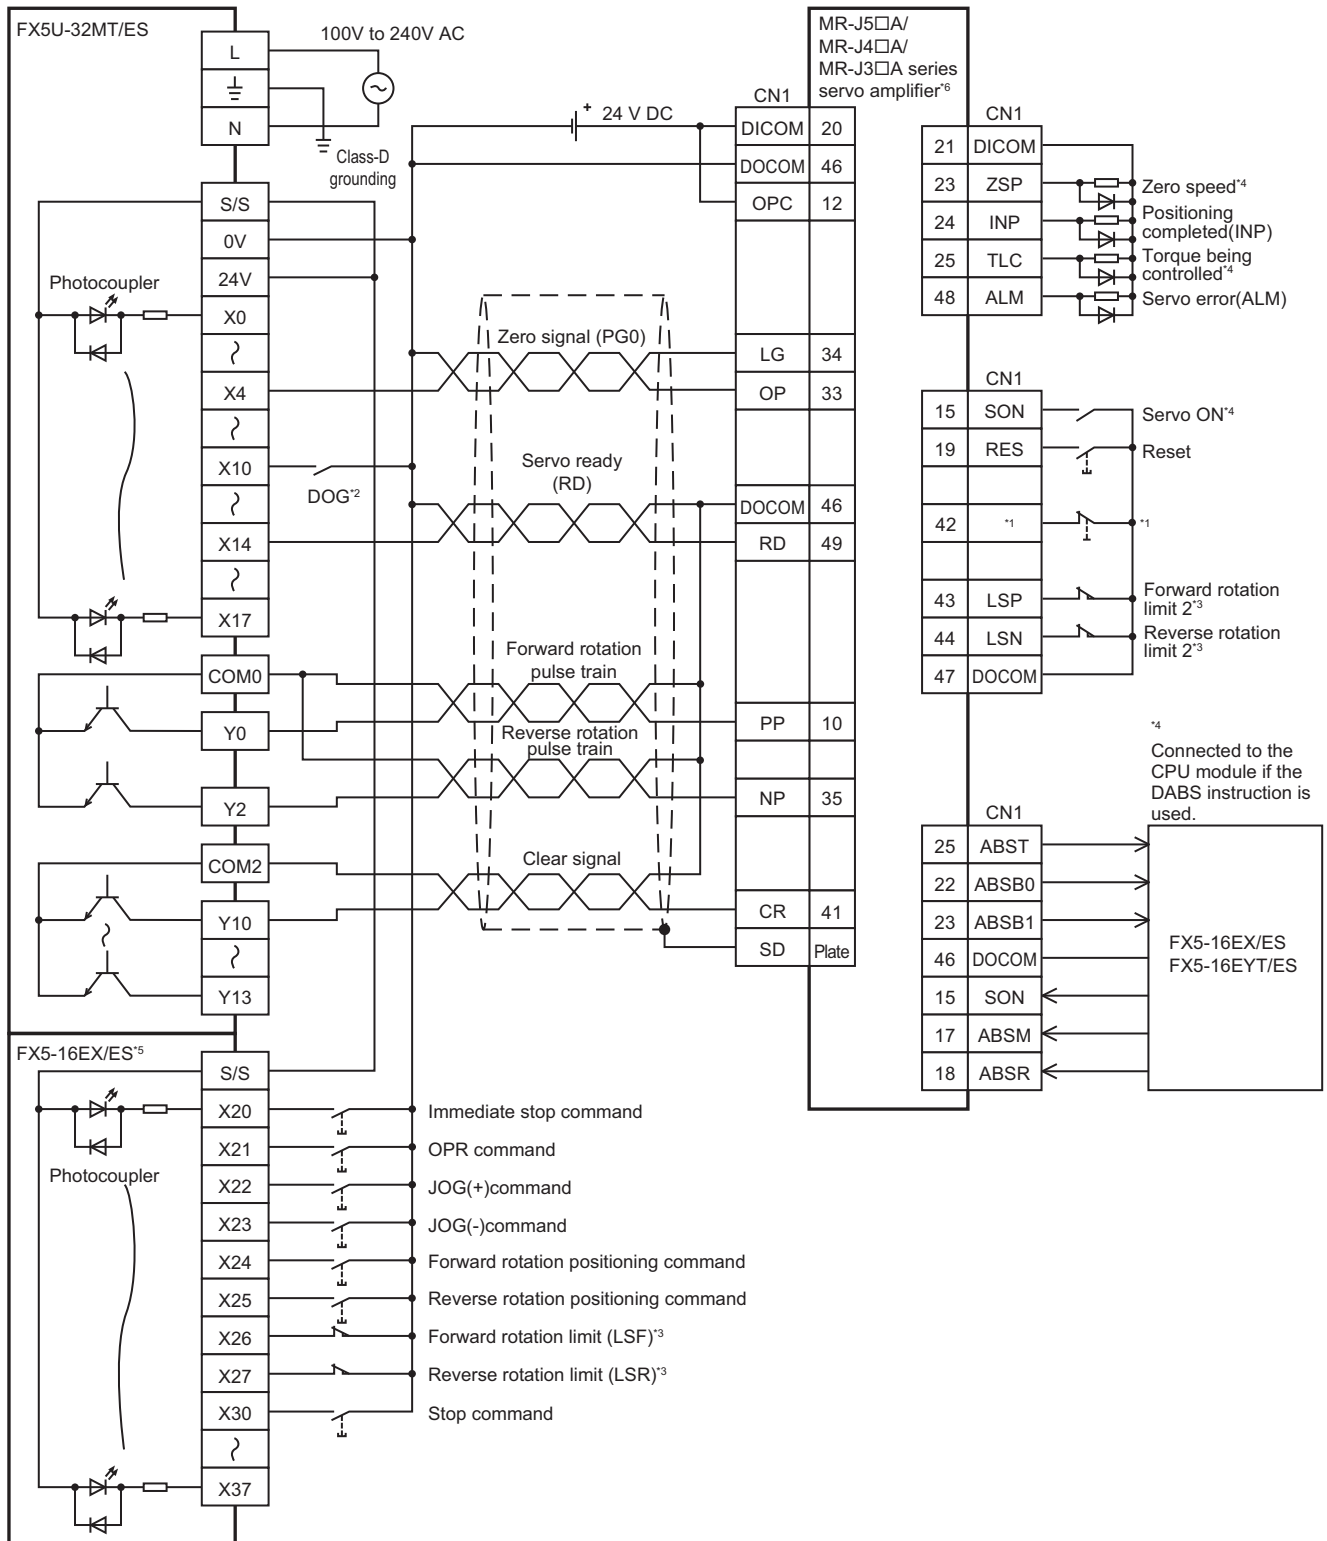 FX5U-32MT/ES
L
N
100V to 240V AC
Class-D
grounding
S/S
0V
24V
Photocoupler
X0
X4
X10
DOG*2
X14
X17
COM0
Y0
Y2
COM2
Y10
Y13
FX5-16EX/ES*5
S/S
X20
Immediate stop command
X21
OPR command
Photocoupler
X22
JOG(+)command
X23
JOG(-)command
X24
Forward rotation positioning command
X25
Reverse rotation positioning command
X26
Forward rotation limit (LSF)*3
X27
Reverse rotation limit (LSR)*3
X30
Stop command
X37
+ 24 V DC
Zero signal (PG0)
Servo ready
(RD)
Forward rotation
pulse train
Reverse rotation
pulse train
Clear signal
MR-J5□A/
MR-J4□A/
MR-J3□A series
servo amplifier*6
CN1
DICOM 20
DOCOM 46
OPC 12
LG 34
OP 33
DOCOM 46
RD 49
PP 10
NP 35
CR 41
SD Plate
CN1
21 DICOM
23 ZSP Zero speed*4
24 INP Positioning
completed(INP)
25 TLC Torque being
controlled*4
48 ALM Servo error(ALM)
CN1
15 SON Servo ON*4
19 RES Reset
42 *1 *1
43 LSP Forward rotation
limit 2*3
44 LSN Reverse rotation
limit 2*3
47 DOCOM
*4
Connected to the
CPU module if the
DABS instruction is
used.
CN1
25 ABST
22 ABSB0
23 ABSB1
46 DOCOM
15 SON
17 ABSM
18 ABSR
FX5-16EX/ES
FX5-16EYT/ES